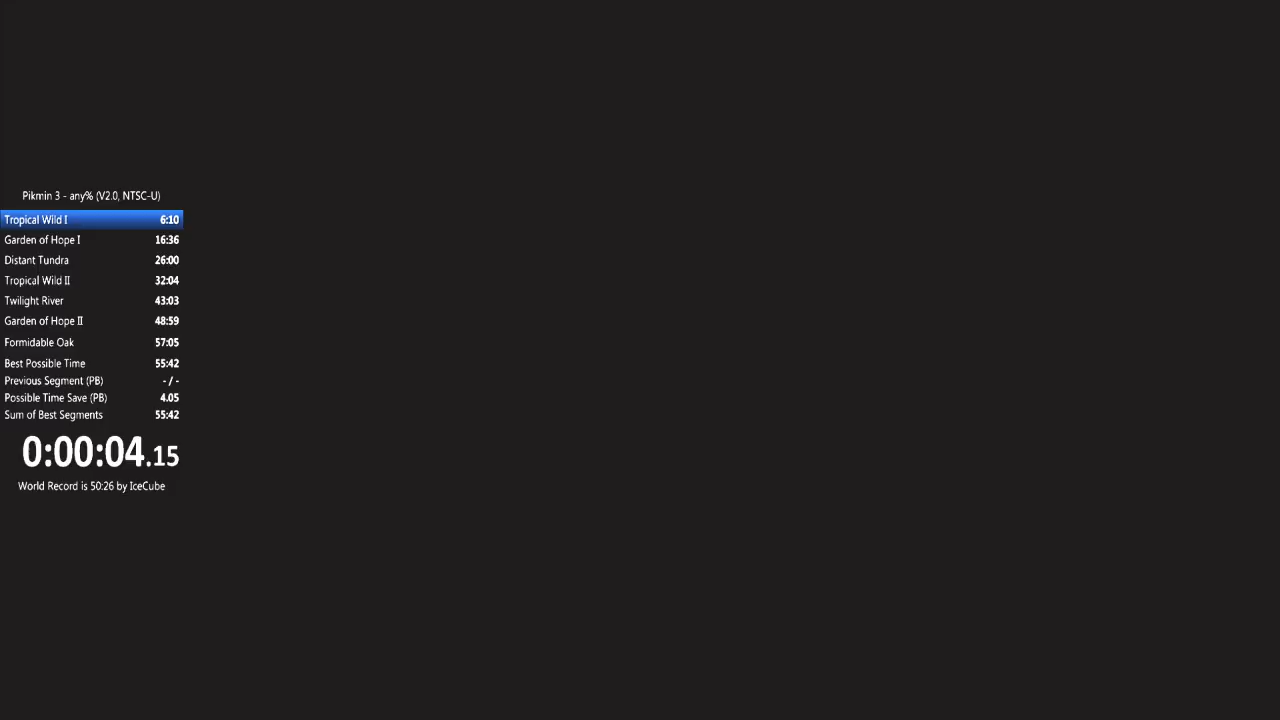 Pikmin 3 - any% (V2.0, NTSC-U)
Tropical Wild I 6:10
Garden of Hope I 16:36
Distant Tundra 26:00
Tropical Wild II 32:04
Twilight River 43:03
Garden of Hope II 48:59
Formidable Oak 57:05
Best Possible Time 55:42
Previous Segment (PB) - / -
Possible Time Save (PB) 4.05
Sum of Best Segments 55:42
0:00:04.15
World Record is 50:26 by IceCube